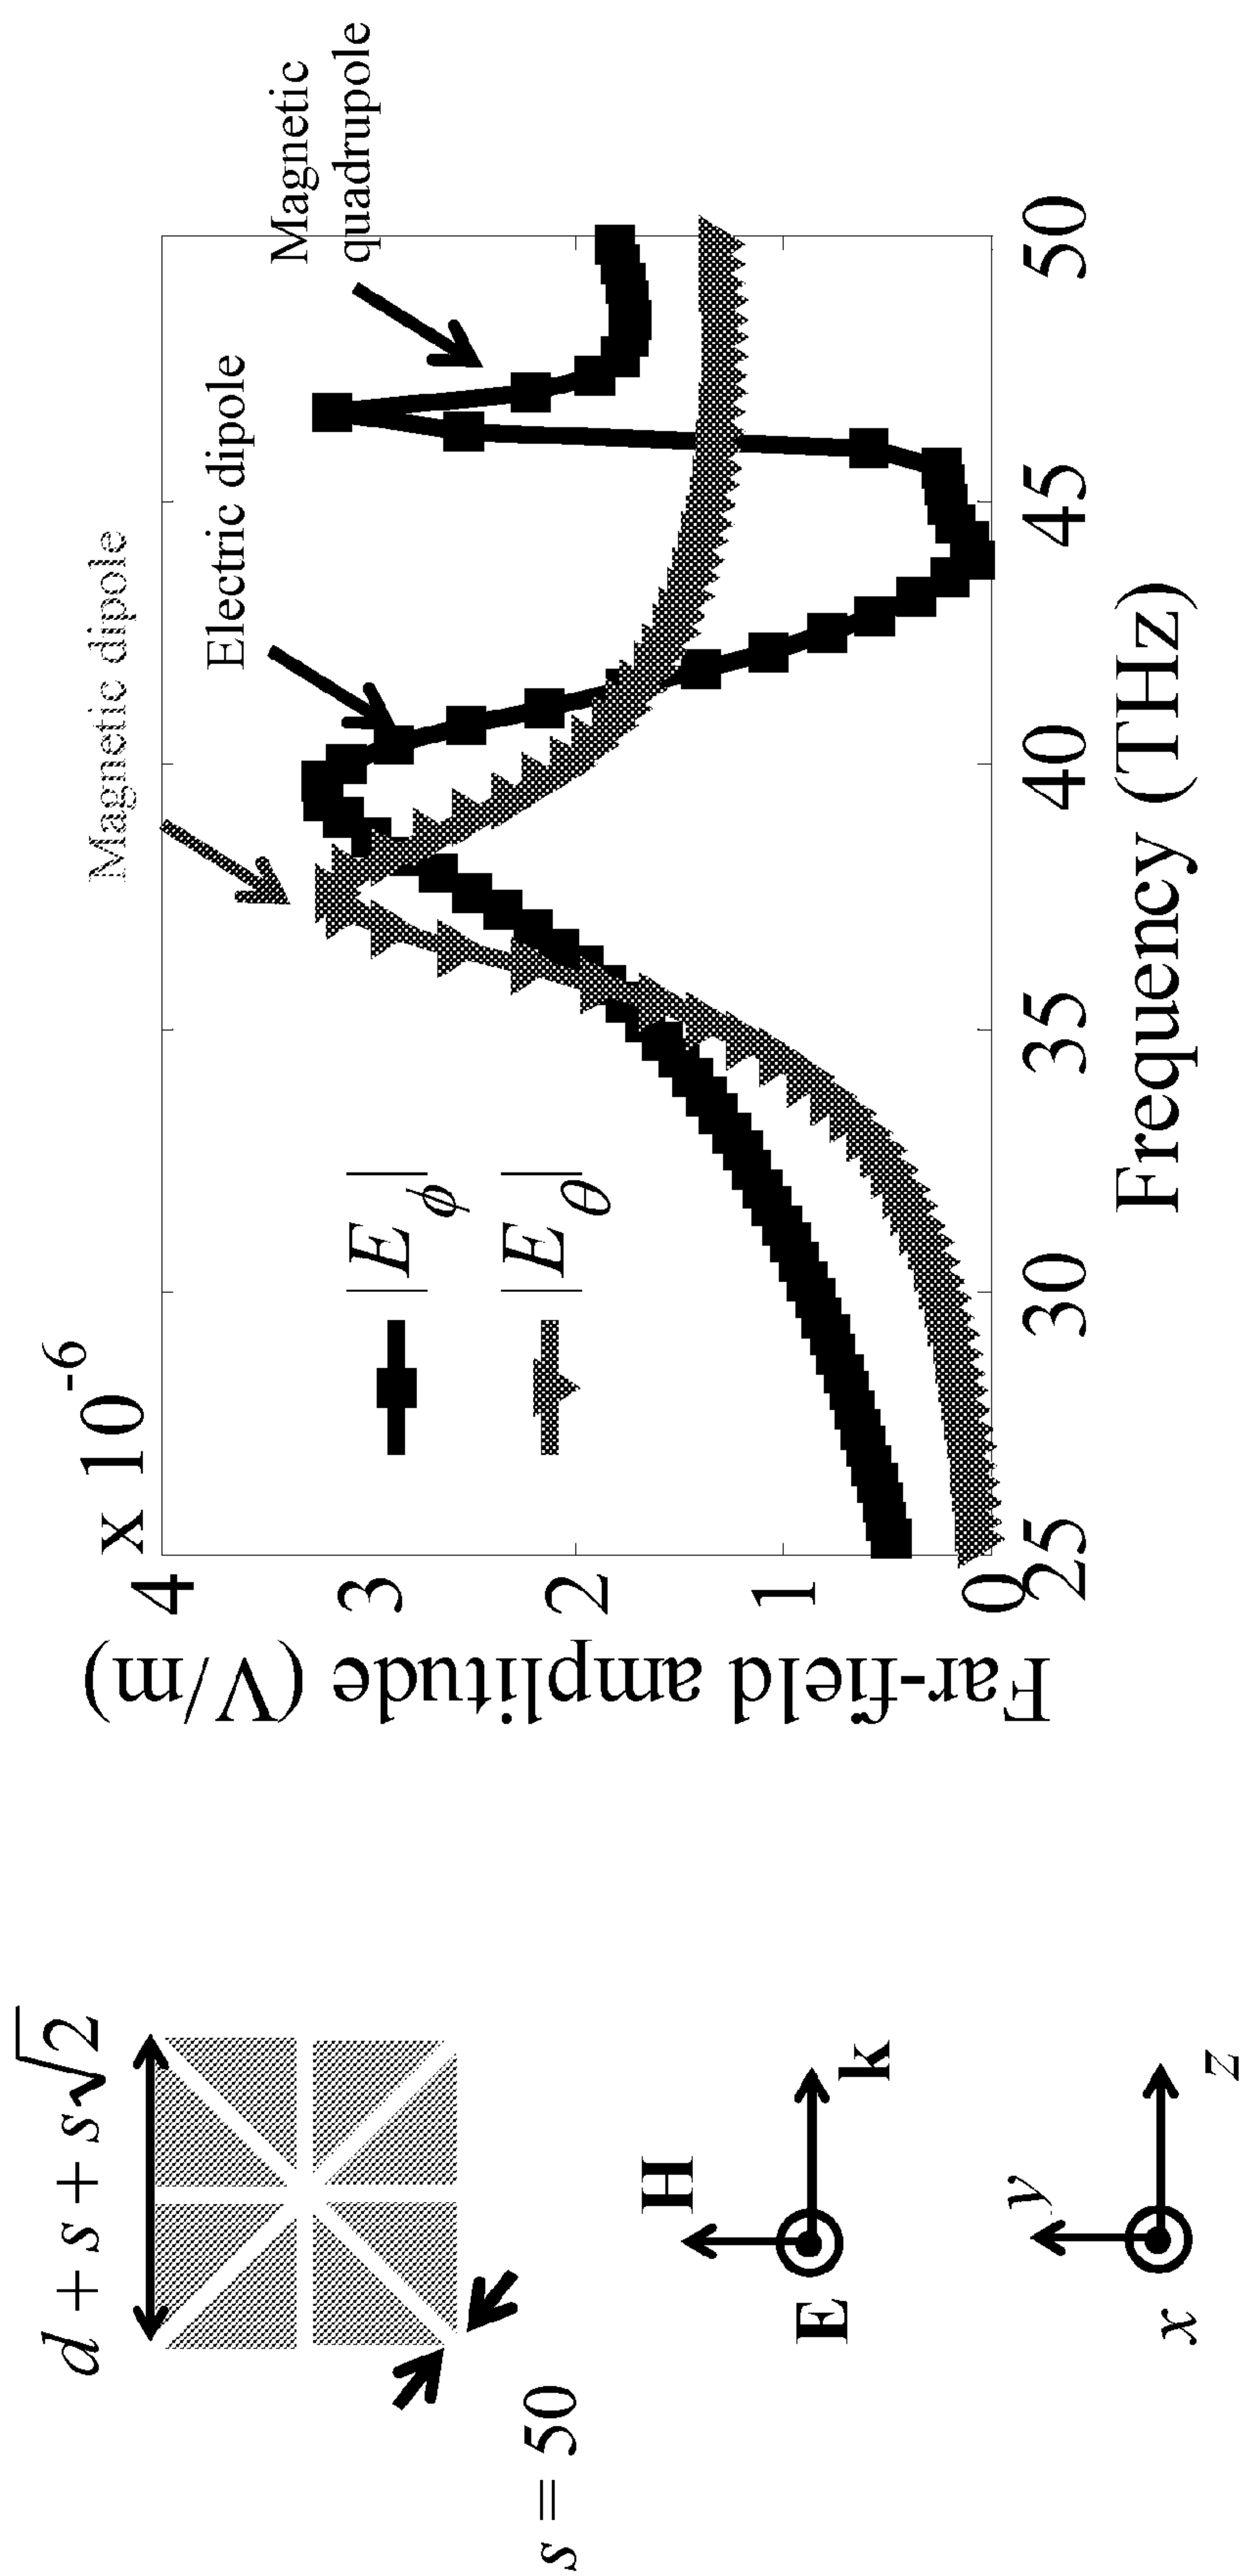 d + s + s√2
s = 50
H
E
k
y
x
z
x 10⁻⁶
Far-field amplitude (V/m)
4
3
2
1
0
|E_ϕ|
|E_θ|
Magnetic dipole
Electric dipole
Magnetic
quadrupole
25
30
35
40
45
50
Frequency (THz)